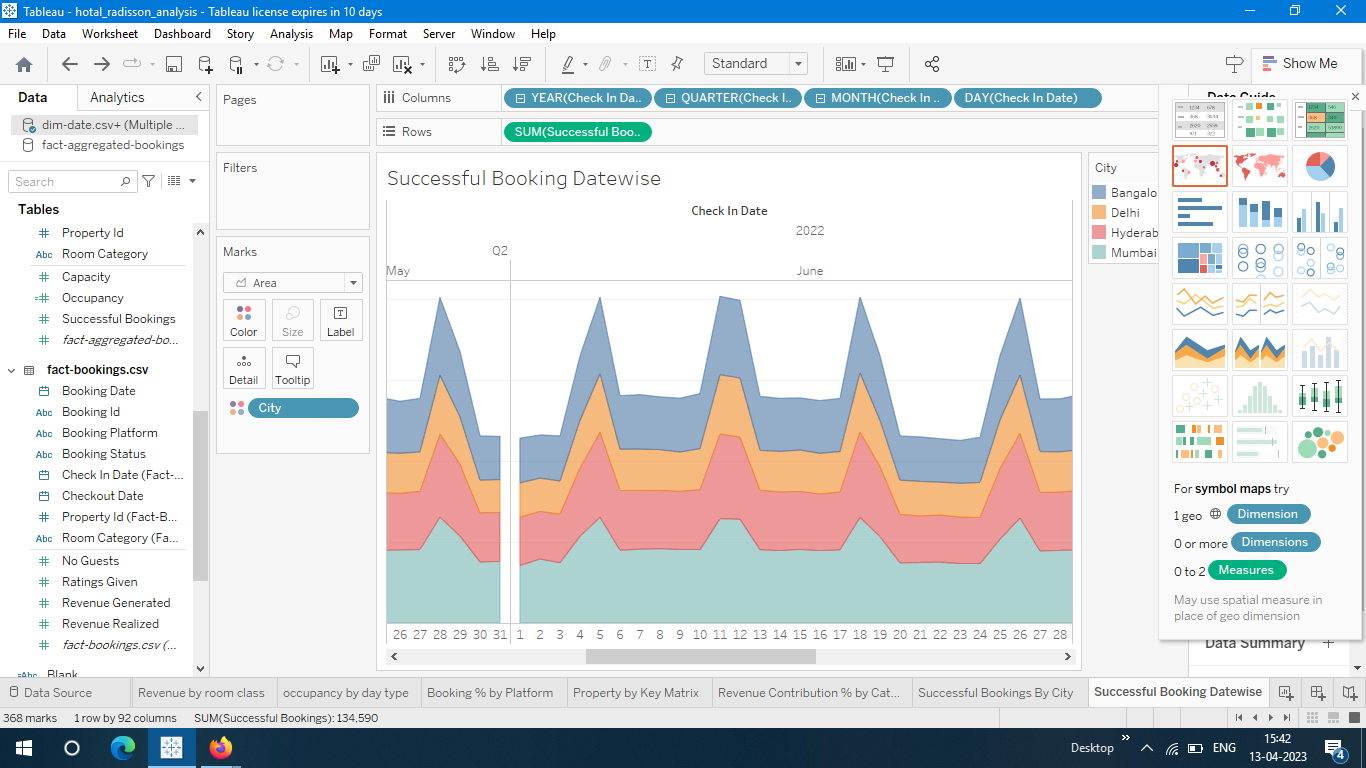 Tableau - hotal_radisson_analysis - Tableau license expires in 10 days
File Data Worksheet Dashboard Story Analysis Map Format Server Window Help
Standard
Show Me
Data Analytics
dim-date.csv+ (Multiple ...
fact-aggregated-bookings
Search
Tables
Property Id
Abc Room Category
Capacity
Occupancy
Successful Bookings
fact-aggregated-bo...
fact-bookings.csv
Booking Date
Abc Booking Id
Abc Booking Platform
Abc Booking Status
Check In Date (Fact-...
Checkout Date
Property Id (Fact-B...
Abc Room Category (Fa...
No Guests
Ratings Given
Revenue Generated
Revenue Realized
fact-bookings.csv (...
=Abc Blank
Pages
Filters
Marks
Area
Color Size Label
Detail Tooltip
City
Columns YEAR(Check In Da.. QUARTER(Check I.. MONTH(Check In .. DAY(Check In Date)
Rows SUM(Successful Boo..
Successful Booking Datewise
Check In Date
2022
Q2
May June
26 27 28 29 30 31 1 2 3 4 5 6 7 8 9 10 11 12 13 14 15 16 17 18 19 20 21 22 23 24 25 26 27 28
City
Bangalo
Delhi
Hyderab
Mumbai
Data Guide
For symbol maps try
1 geo Dimension
0 or more Dimensions
0 to 2 Measures
May use spatial measure in
place of geo dimension
Data Summary +
Data Source Revenue by room class occupancy by day type Booking % by Platform Property by Key Matrix Revenue Contribution % by Cat... Successful Bookings By City Successful Booking Datewise
368 marks 1 row by 92 columns SUM(Successful Bookings): 134.590
Desktop ENG 15:42
13-04-2023
4